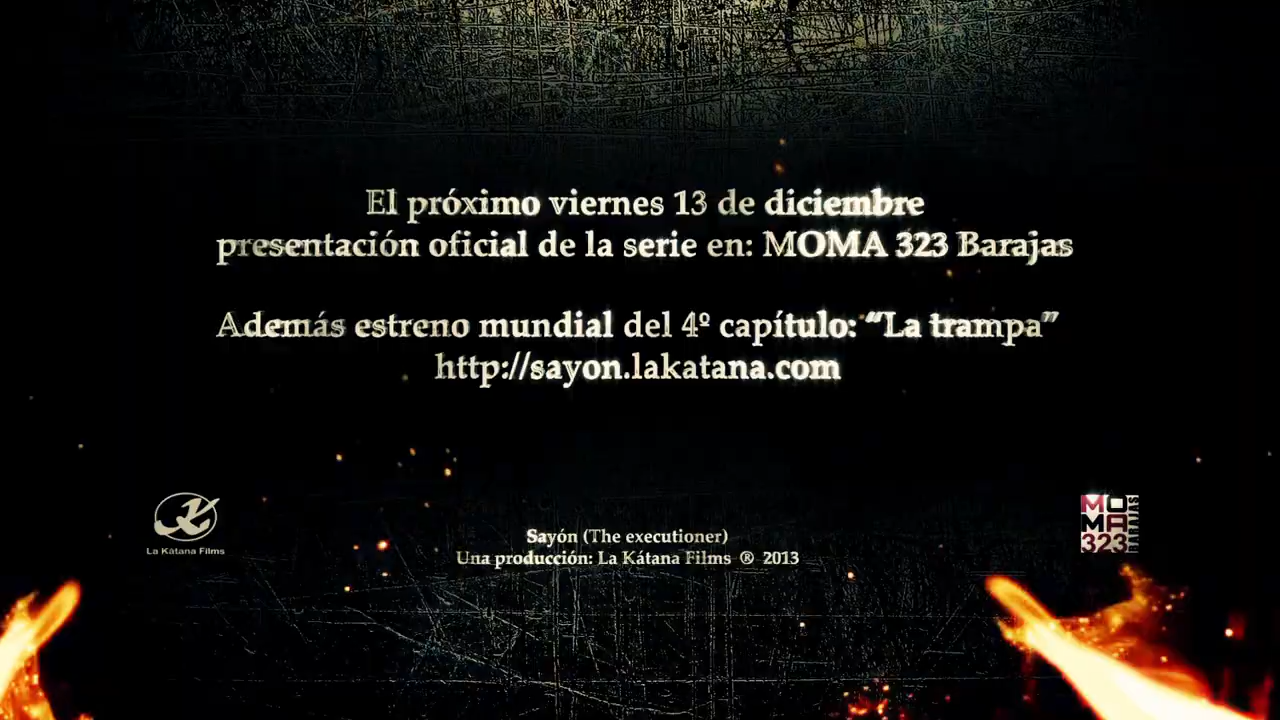 El próximo viernes 13 de diciembre
presentación oficial de la serie en: MOMA 323 Barajas
Además estreno mundial del 4º capítulo: “La trampa”
http://sayon.lakatana.com
La Kátana Films
Sayón (The executioner)
Una producción: La Kátana Films ® 2013
MOMA
323
BARAJAS